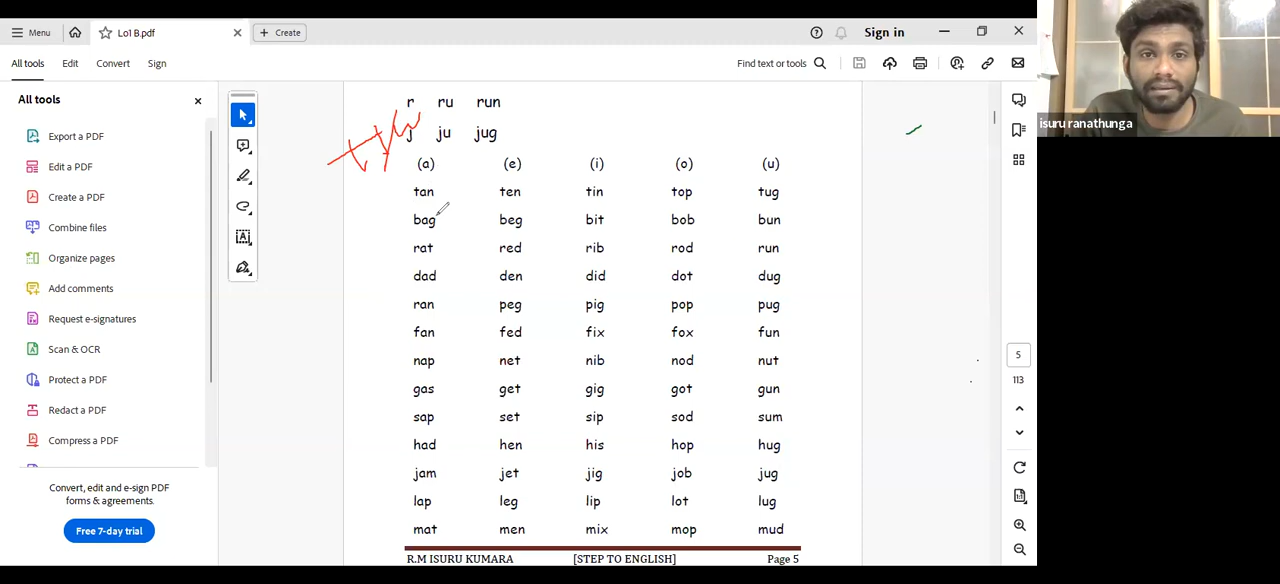 Menu Lo1 B.pdf Create Sign in
All tools Edit Convert Sign Find text or tools
All tools
Export a PDF
Edit a PDF
Create a PDF
Combine files
Organize pages
Add comments
Request e-signatures
Scan & OCR
Protect a PDF
Redact a PDF
Compress a PDF
Convert, edit and e-sign PDF
forms & agreements.
Free 7-day trial
r ru run
j ju jug
(a) (e) (i) (o) (u)
tan ten tin top tug
bag beg bit bob bun
rat red rib rod run
dad den did dot dug
ran peg pig pop pug
fan fed fix fox fun
nap net nib nod nut
gas get gig got gun
sap set sip sod sum
had hen his hop hug
jam jet jig job jug
lap leg lip lot lug
mat men mix mop mud
R.M ISURU KUMARA [STEP TO ENGLISH] Page 5
isuru ranathunga
5
113